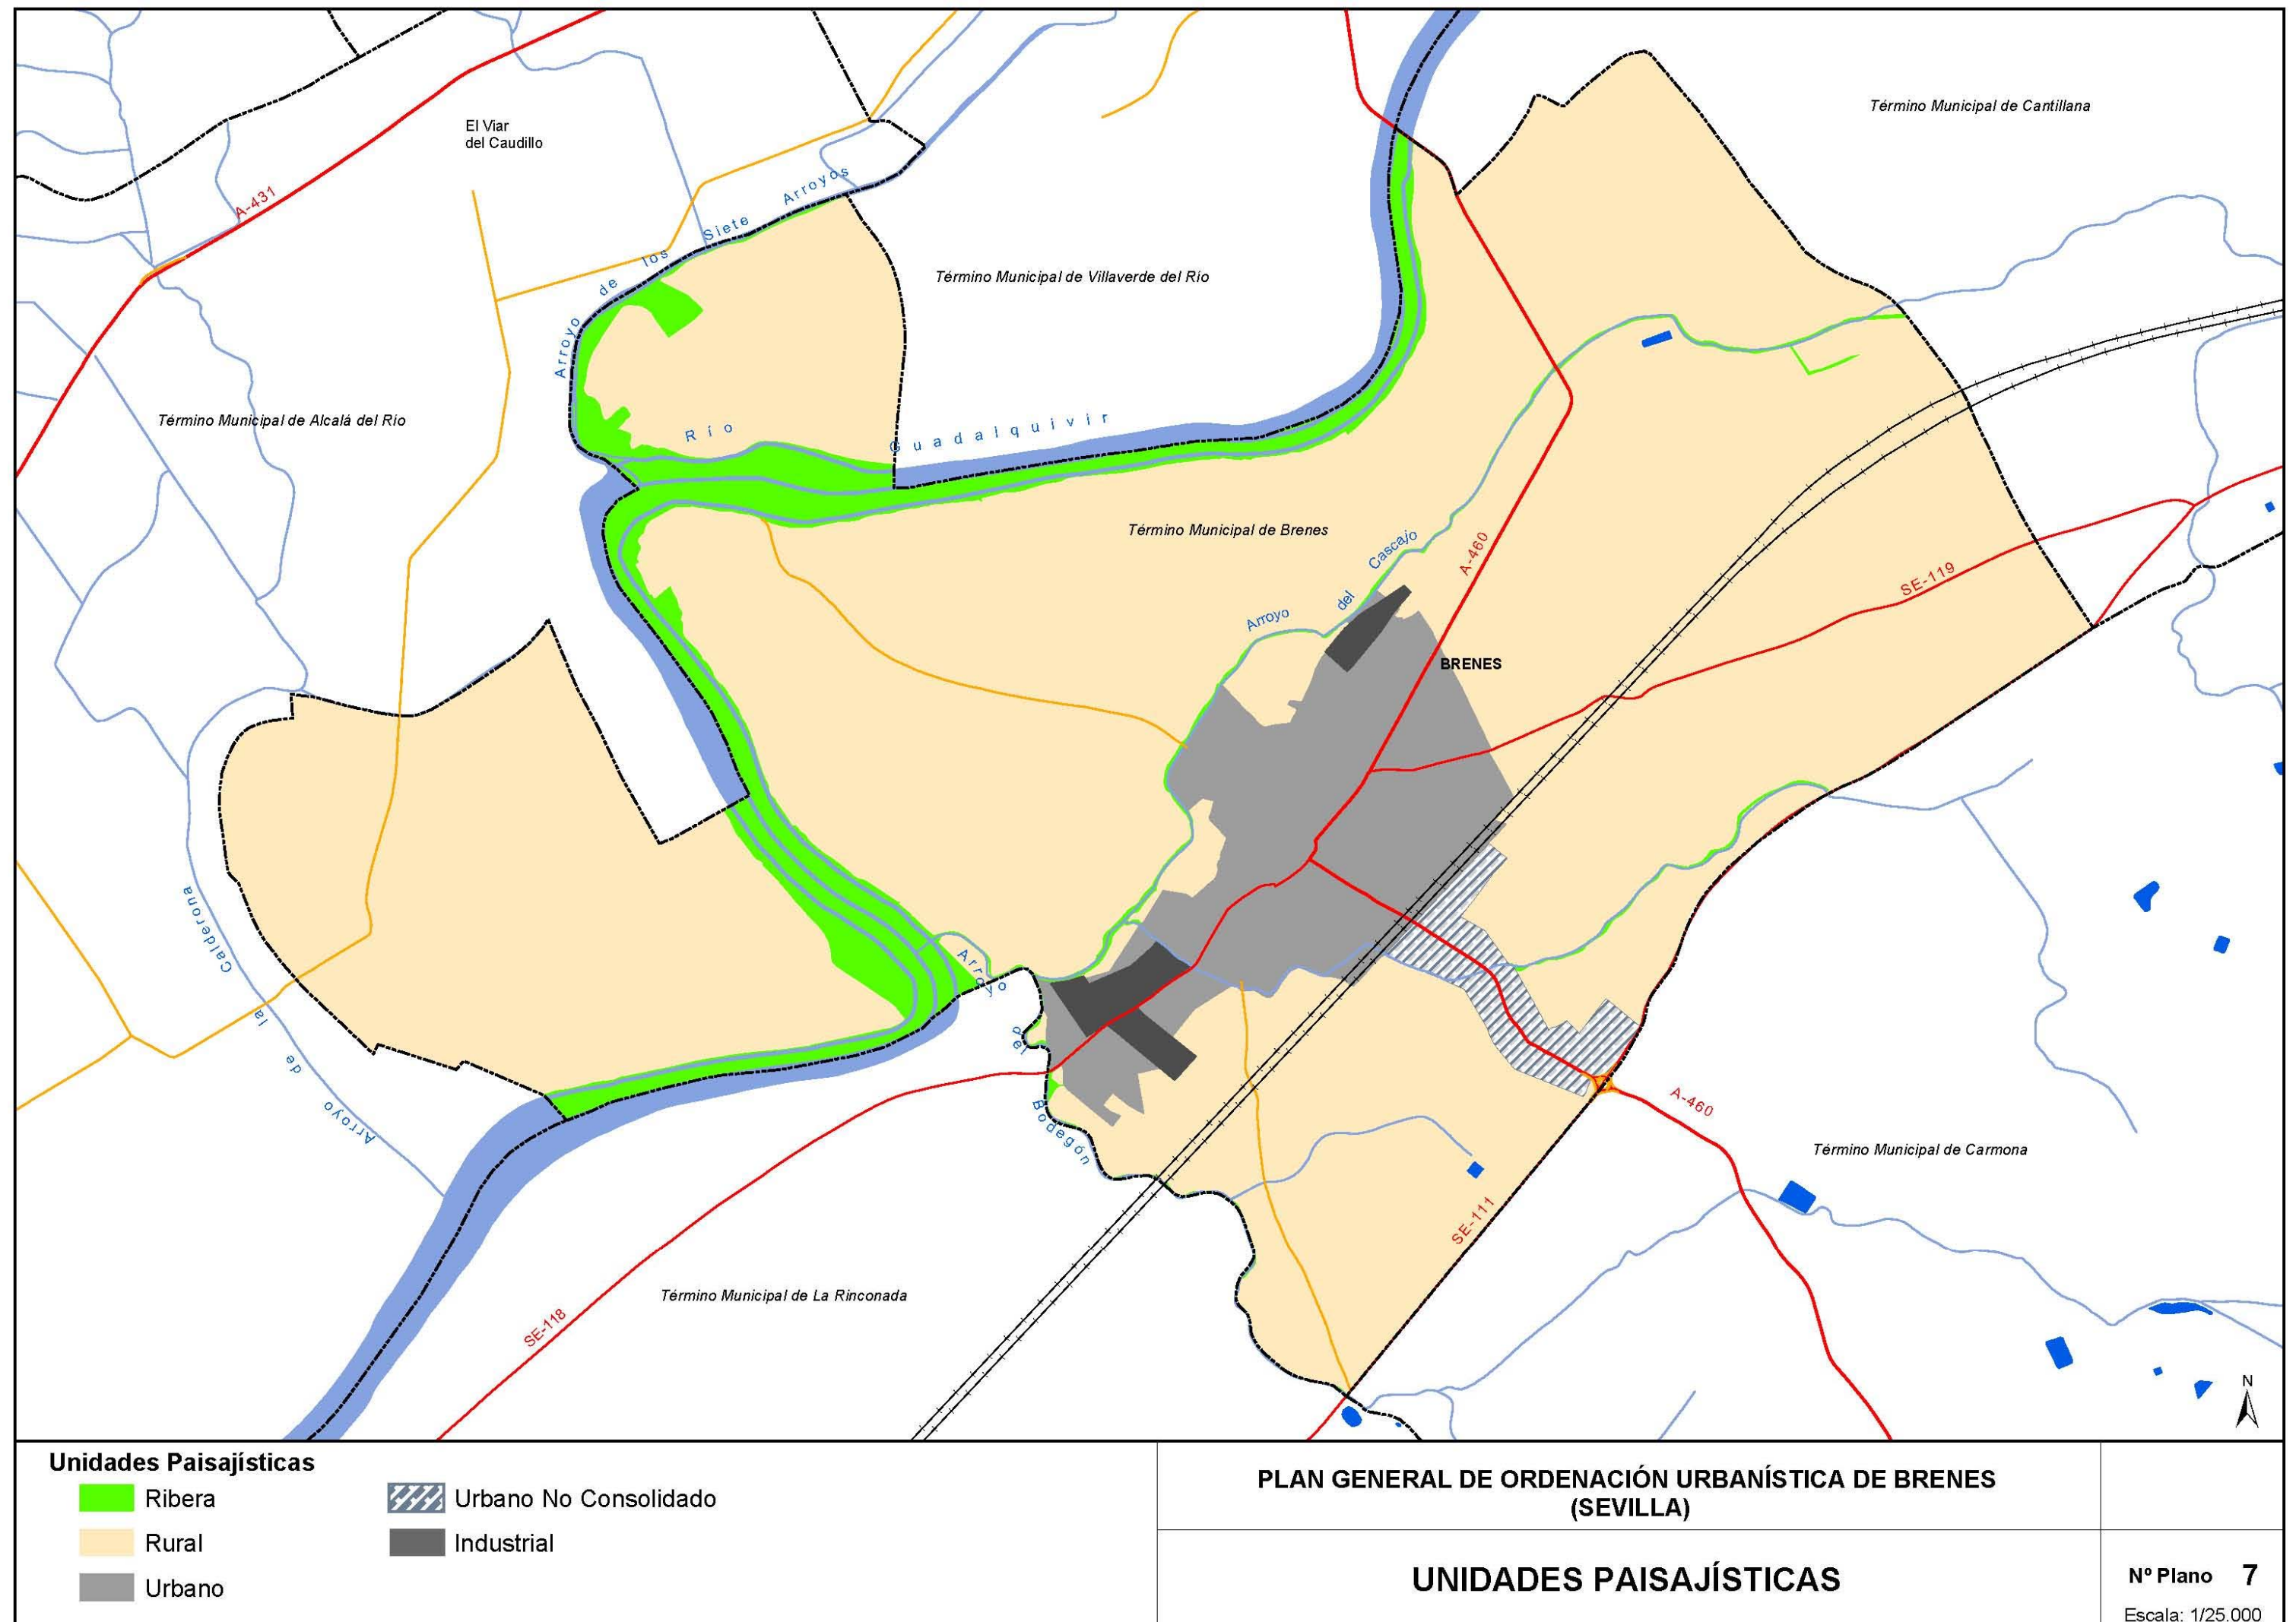 Término Municipal de Cantillana
El Viar
del Caudillo
A-431
Arroyo de los Siete Arroyos
Término Municipal de Villaverde del Río
Término Municipal de Alcalá del Río
Río Guadalquivir
Término Municipal de Brenes
Arroyo del Cascajo
A-460
SE-119
BRENES
Arroyo de la Calderona
Arroyo del Bodegón
A-460
Término Municipal de Carmona
SE-111
Término Municipal de La Rinconada
SE-118
N
Unidades Paisajísticas
Ribera
Rural
Urbano
Urbano No Consolidado
Industrial
PLAN GENERAL DE ORDENACIÓN URBANÍSTICA DE BRENES
(SEVILLA)
UNIDADES PAISAJÍSTICAS
Nº Plano 7
Escala: 1/25.000